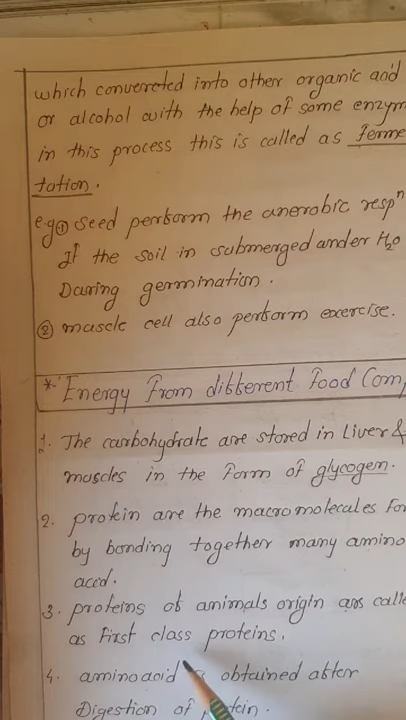 which converected into other organic acid
or alcohol with the help of some enzym
in this process this is called as ferme
tation.
e.g ① seed perform the anerobic respⁿ
If the soil in submerged under H₂o
During germination.
② muscle cell also perform exercise.
* Energy From different Food Com
1. The carbohydrate are stored in Liver &
muscles in the Form of glycogen.
2. protein are the macromolecules For
by bonding together many amino
acid.
3. proteins of animals origin are calle
as First class proteins.
4. aminoacid obtained after
Digestion of protein.